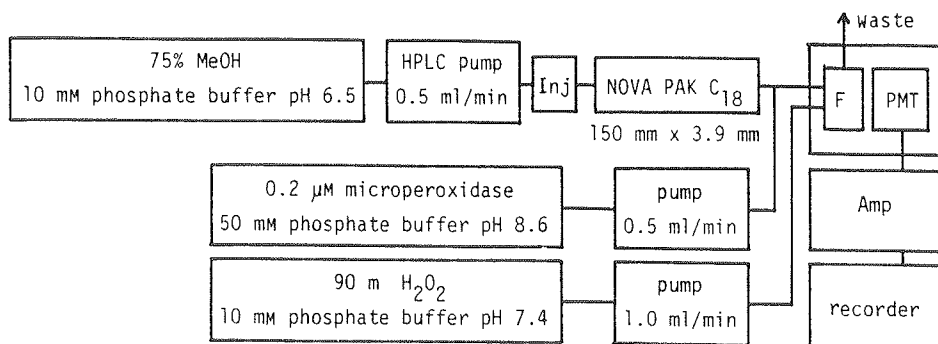 waste
75% MeOH
10 mM phosphate buffer pH 6.5
HPLC pump
0.5 ml/min
Inj
NOVA PAK C18
150 mm x 3.9 mm
F
PMT
0.2 µM microperoxidase
50 mM phosphate buffer pH 8.6
pump
0.5 ml/min
Amp
90 m H2O2
10 mM phosphate buffer pH 7.4
pump
1.0 ml/min
recorder